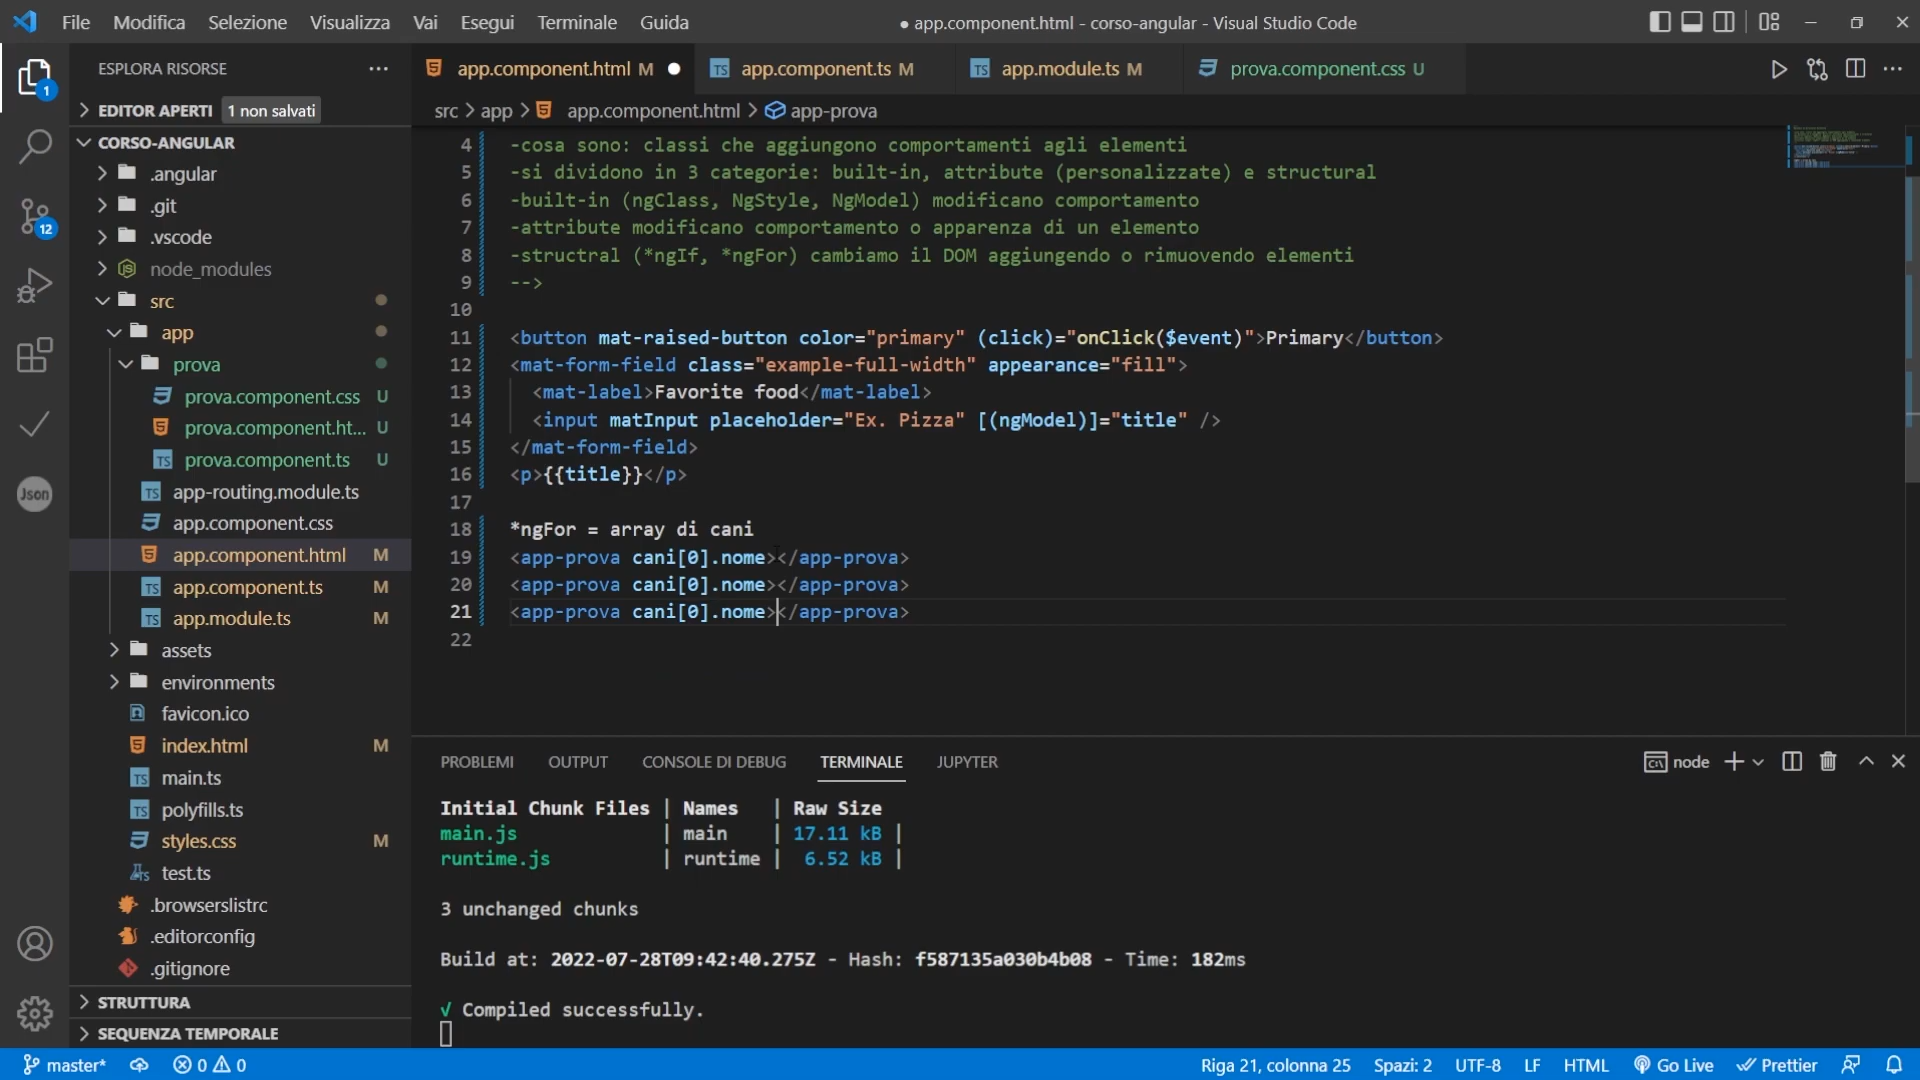 File Modifica Selezione Visualizza Vai Esegui Terminale Guida
● app.component.html - corso-angular - Visual Studio Code
ESPLORA RISORSE
EDITOR APERTI 1 non salvati
CORSO-ANGULAR
.angular
.git
.vscode
node_modules
src
app
prova
prova.component.css U
prova.component.ht... U
prova.component.ts U
app-routing.module.ts
app.component.css
app.component.html M
app.component.ts M
app.module.ts M
assets
environments
favicon.ico
index.html M
main.ts
polyfills.ts
styles.css M
test.ts
.browserslistrc
.editorconfig
.gitignore
STRUTTURA
SEQUENZA TEMPORALE
1
12
Json
app.component.html M app.component.ts M app.module.ts M prova.component.css U
src > app > app.component.html > app-prova
4 -cosa sono: classi che aggiungono comportamenti agli elementi
5 -si dividono in 3 categorie: built-in, attribute (personalizzate) e structural
6 -built-in (ngClass, NgStyle, NgModel) modificano comportamento
7 -attribute modificano comportamento o apparenza di un elemento
8 -structral (*ngIf, *ngFor) cambiamo il DOM aggiungendo o rimuovendo elementi
9 -->
10
11 <button mat-raised-button color="primary" (click)="onClick($event)">Primary</button>
12 <mat-form-field class="example-full-width" appearance="fill">
13 <mat-label>Favorite food</mat-label>
14 <input matInput placeholder="Ex. Pizza" [(ngModel)]="title" />
15 </mat-form-field>
16 <p>{{title}}</p>
17
18 *ngFor = array di cani
19 <app-prova cani[0].nome></app-prova>
20 <app-prova cani[0].nome></app-prova>
21 <app-prova cani[0].nome></app-prova>
22
PROBLEMI OUTPUT CONSOLE DI DEBUG TERMINALE JUPYTER
node
Initial Chunk Files | Names | Raw Size
main.js | main | 17.11 kB |
runtime.js | runtime | 6.52 kB |
3 unchanged chunks
Build at: 2022-07-28T09:42:40.275Z - Hash: f587135a030b4b08 - Time: 182ms
√ Compiled successfully.
master* 0 0 Riga 21, colonna 25 Spazi: 2 UTF-8 LF HTML Go Live Prettier